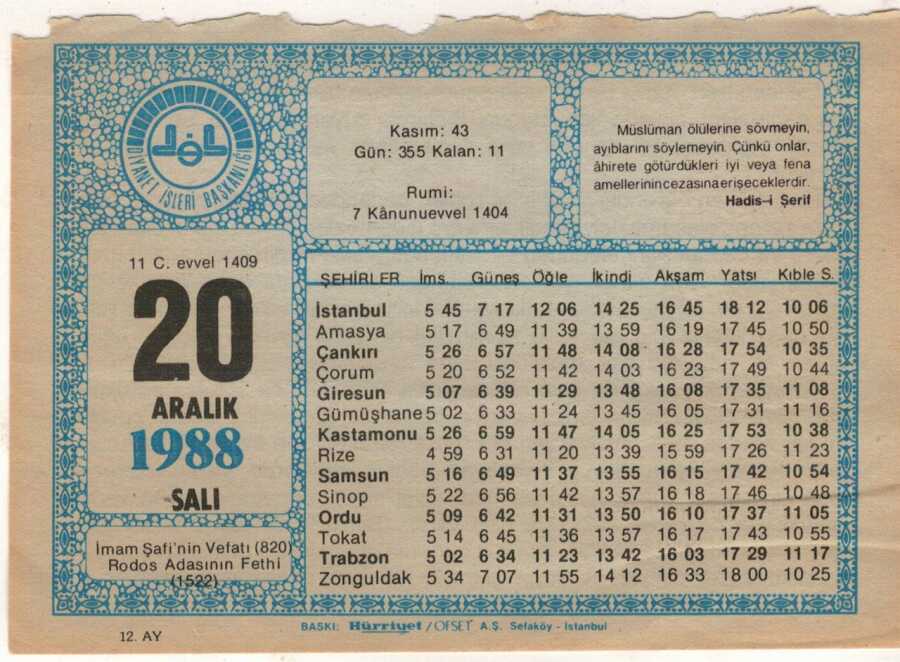 DİYANET İŞLERİ BAŞKANLIĞI
Kasım: 43
Gün: 355 Kalan: 11
Rumi:
7 Kânunuevvel 1404
Müslüman ölülerine sövmeyin,
ayıblarını söylemeyin. Çünkü onlar,
âhirete götürdükleri iyi veya fena
amellerinincezasınaerişeceklerdir.
Hadis-i Şerif
11 C. evvel 1409
20
ARALIK
1988
SALI
İmam Şafi'nin Vefatı (820)
Rodos Adasının Fethi
(1522)
ŞEHİRLER İms. Güneş Öğle İkindi Akşam Yatsı Kıble S.
İstanbul 5 45 7 17 12 06 14 25 16 45 18 12 10 06
Amasya 5 17 6 49 11 39 13 59 16 19 17 45 10 50
Çankırı 5 26 6 57 11 48 14 08 16 28 17 54 10 35
Çorum 5 20 6 52 11 42 14 03 16 23 17 49 10 44
Giresun 5 07 6 39 11 29 13 48 16 08 17 35 11 08
Gümüşhane 5 02 6 33 11 24 13 45 16 05 17 31 11 16
Kastamonu 5 26 6 59 11 47 14 05 16 25 17 53 10 38
Rize 4 59 6 31 11 20 13 39 15 59 17 26 11 23
Samsun 5 16 6 49 11 37 13 55 16 15 17 42 10 54
Sinop 5 22 6 56 11 42 13 57 16 18 17 46 10 48
Ordu 5 09 6 42 11 31 13 50 16 10 17 37 11 05
Tokat 5 14 6 45 11 36 13 57 16 17 17 43 10 55
Trabzon 5 02 6 34 11 23 13 42 16 03 17 29 11 17
Zonguldak 5 34 7 07 11 55 14 12 16 33 18 00 10 25
12. AY
BASKI: Hürriyet / OFSET A.Ş. Sefaköy - İstanbul